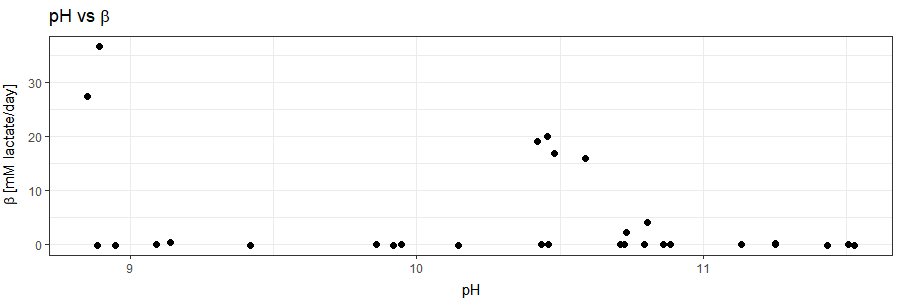 pH vs β
β [mM lactate/day]
30
20
10
0
9 10 11
pH